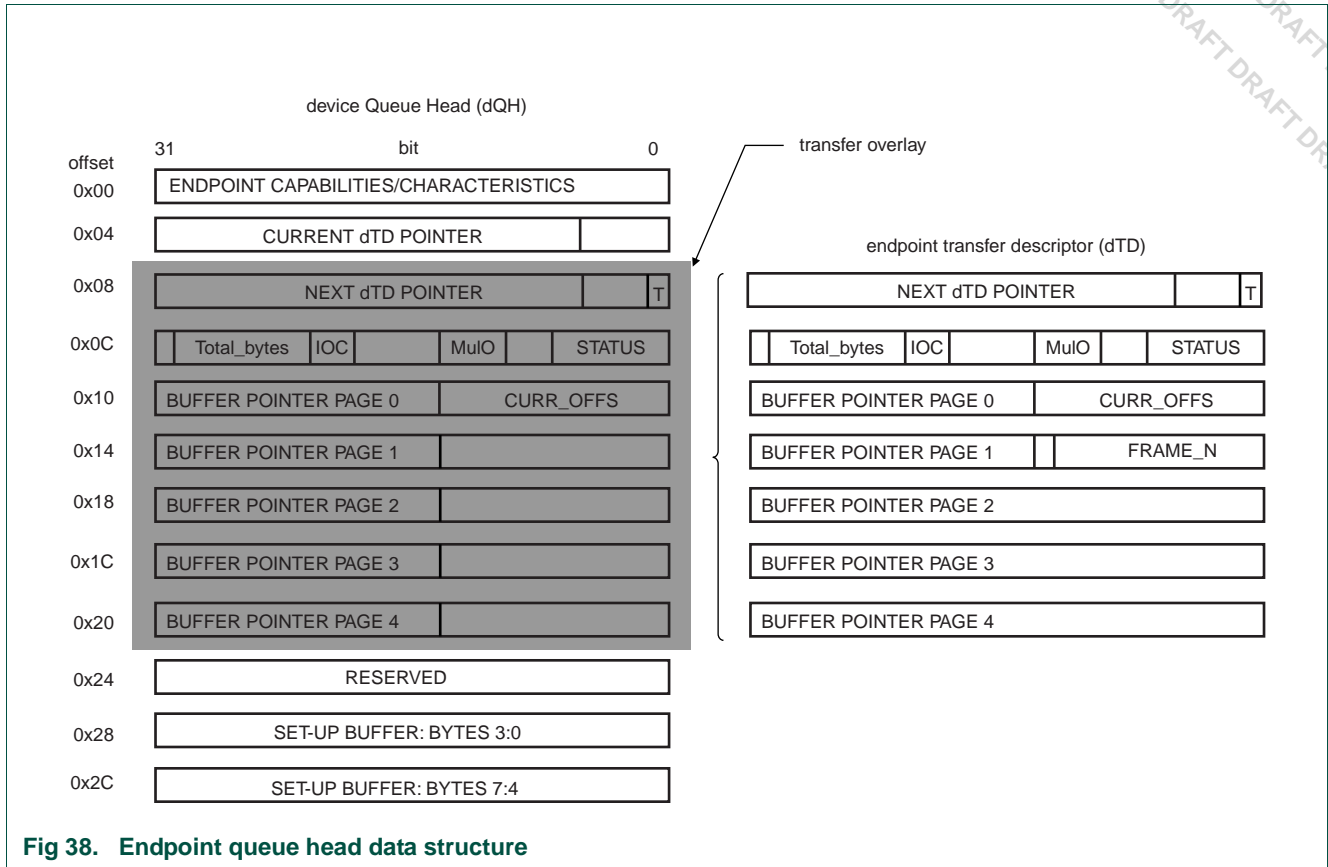 DRAFT DRAFT DRAFT DR
DRAFT
device Queue Head (dQH)
31 bit 0
transfer overlay
offset
0x00 ENDPOINT CAPABILITIES/CHARACTERISTICS
0x04 CURRENT dTD POINTER
endpoint transfer descriptor (dTD)
0x08 NEXT dTD POINTER T NEXT dTD POINTER T
0x0C Total_bytes IOC MulO STATUS Total_bytes IOC MulO STATUS
0x10 BUFFER POINTER PAGE 0 CURR_OFFS BUFFER POINTER PAGE 0 CURR_OFFS
0x14 BUFFER POINTER PAGE 1 BUFFER POINTER PAGE 1 FRAME_N
0x18 BUFFER POINTER PAGE 2 BUFFER POINTER PAGE 2
0x1C BUFFER POINTER PAGE 3 BUFFER POINTER PAGE 3
0x20 BUFFER POINTER PAGE 4 BUFFER POINTER PAGE 4
0x24 RESERVED
0x28 SET-UP BUFFER: BYTES 3:0
0x2C SET-UP BUFFER: BYTES 7:4
Fig 38. Endpoint queue head data structure